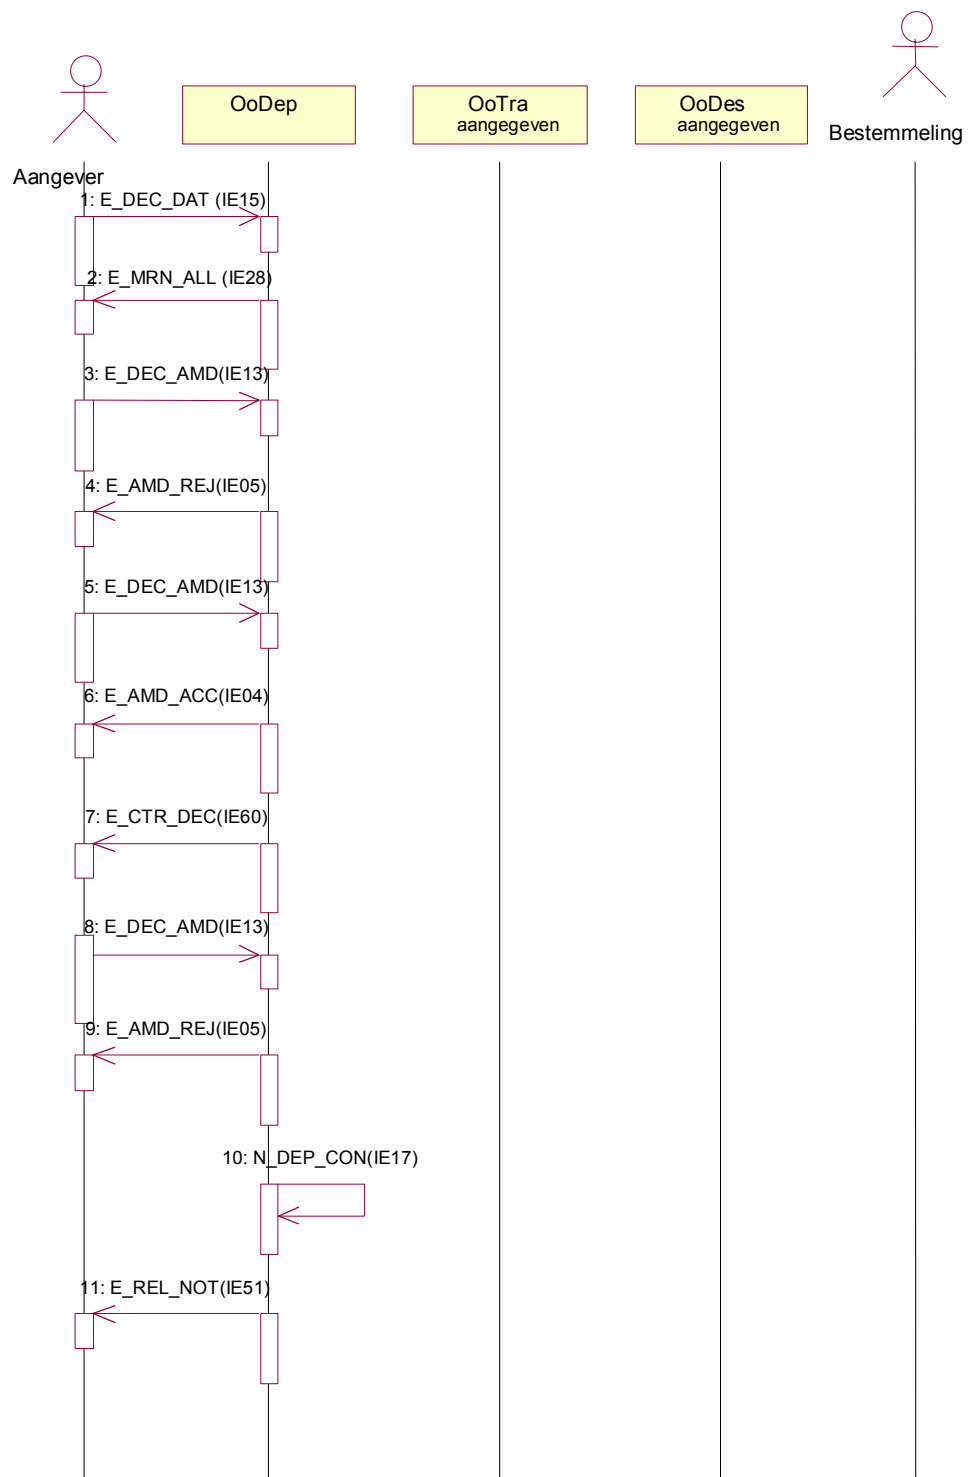 OoDep
OoTra
aangegeven
OoDes
aangegeven
Bestemmeling
Aangever
1: E_DEC_DAT (IE15)
2: E_MRN_ALL (IE28)
3: E_DEC_AMD(IE13)
4: E_AMD_REJ(IE05)
5: E_DEC_AMD(IE13)
6: E_AMD_ACC(IE04)
7: E_CTR_DEC(IE60)
8: E_DEC_AMD(IE13)
9: E_AMD_REJ(IE05)
10: N_DEP_CON(IE17)
11: E_REL_NOT(IE51)